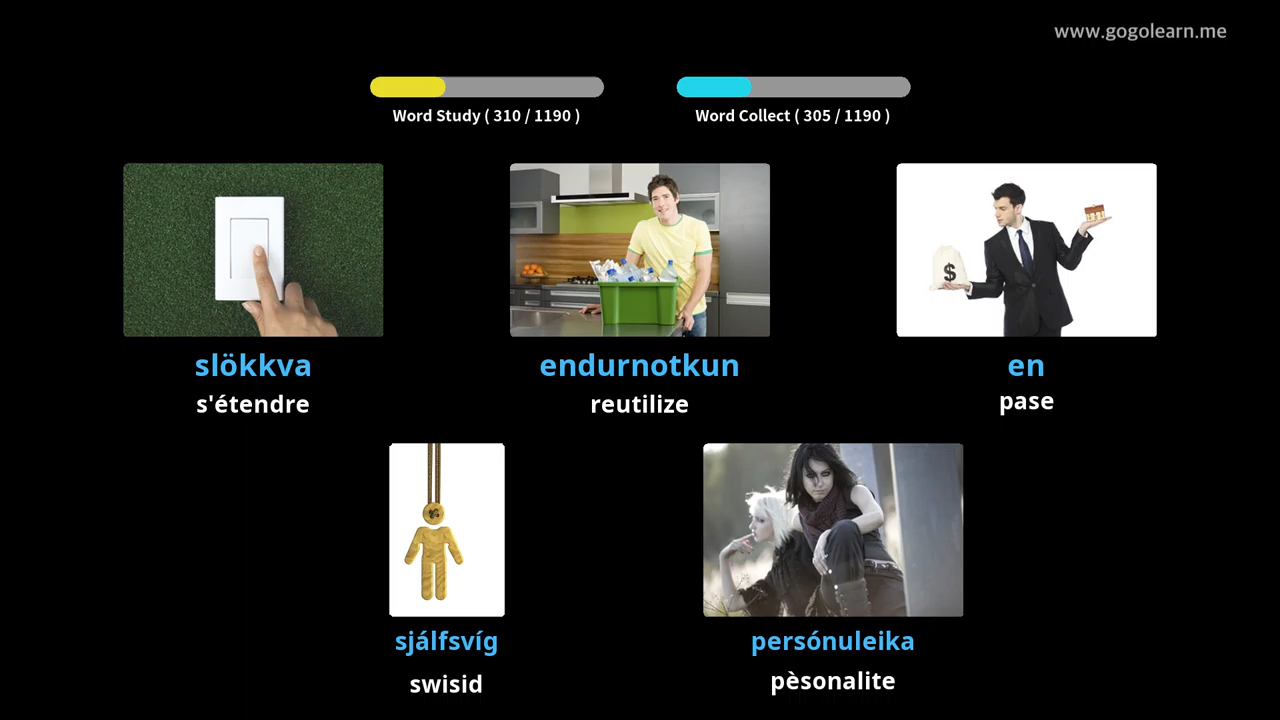 www.gogolearn.me
Word Study ( 310 / 1190 )
Word Collect ( 305 / 1190 )
$
slökkva
s'étendre
endurnotkun
reutilize
en
pase
sjálfsvíg
swisid
persónuleika
pèsonalite